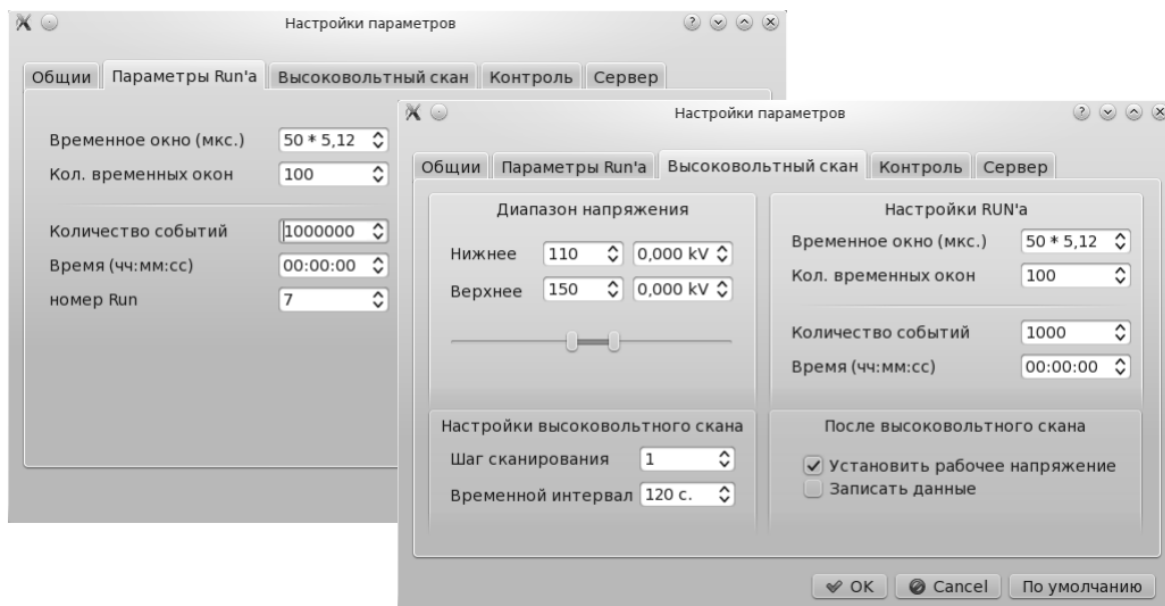 Настройки параметров
Общии Параметры Run'a Высоковольтный скан Контроль Сервер
Временное окно (мкс.) 50 * 5,12
Кол. временных окон 100
Количество событий 1000000
Время (чч:мм:сс) 00:00:00
номер Run 7
Настройки параметров
Общии Параметры Run'a Высоковольтный скан Контроль Сервер
Диапазон напряжения
Нижнее 110 0,000 kV
Верхнее 150 0,000 kV
Настройки RUN'a
Временное окно (мкс.) 50 * 5,12
Кол. временных окон 100
Количество событий 1000
Время (чч:мм:сс) 00:00:00
Настройки высоковольтного скана
Шаг сканирования 1
Временной интервал 120 с.
После высоковольтного скана
Установить рабочее напряжение
Записать данные
OK Cancel По умолчанию